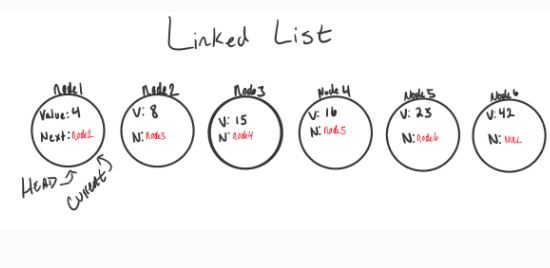 Linked List
Node1
Value: 4
Next: Node2
HEAD
Current
Node2
V: 8
N: Node3
Node3
V: 15
N: Node4
Node4
V: 16
N: Node5
Node5
V: 23
N: Node6
Node6
V: 42
N: NULL